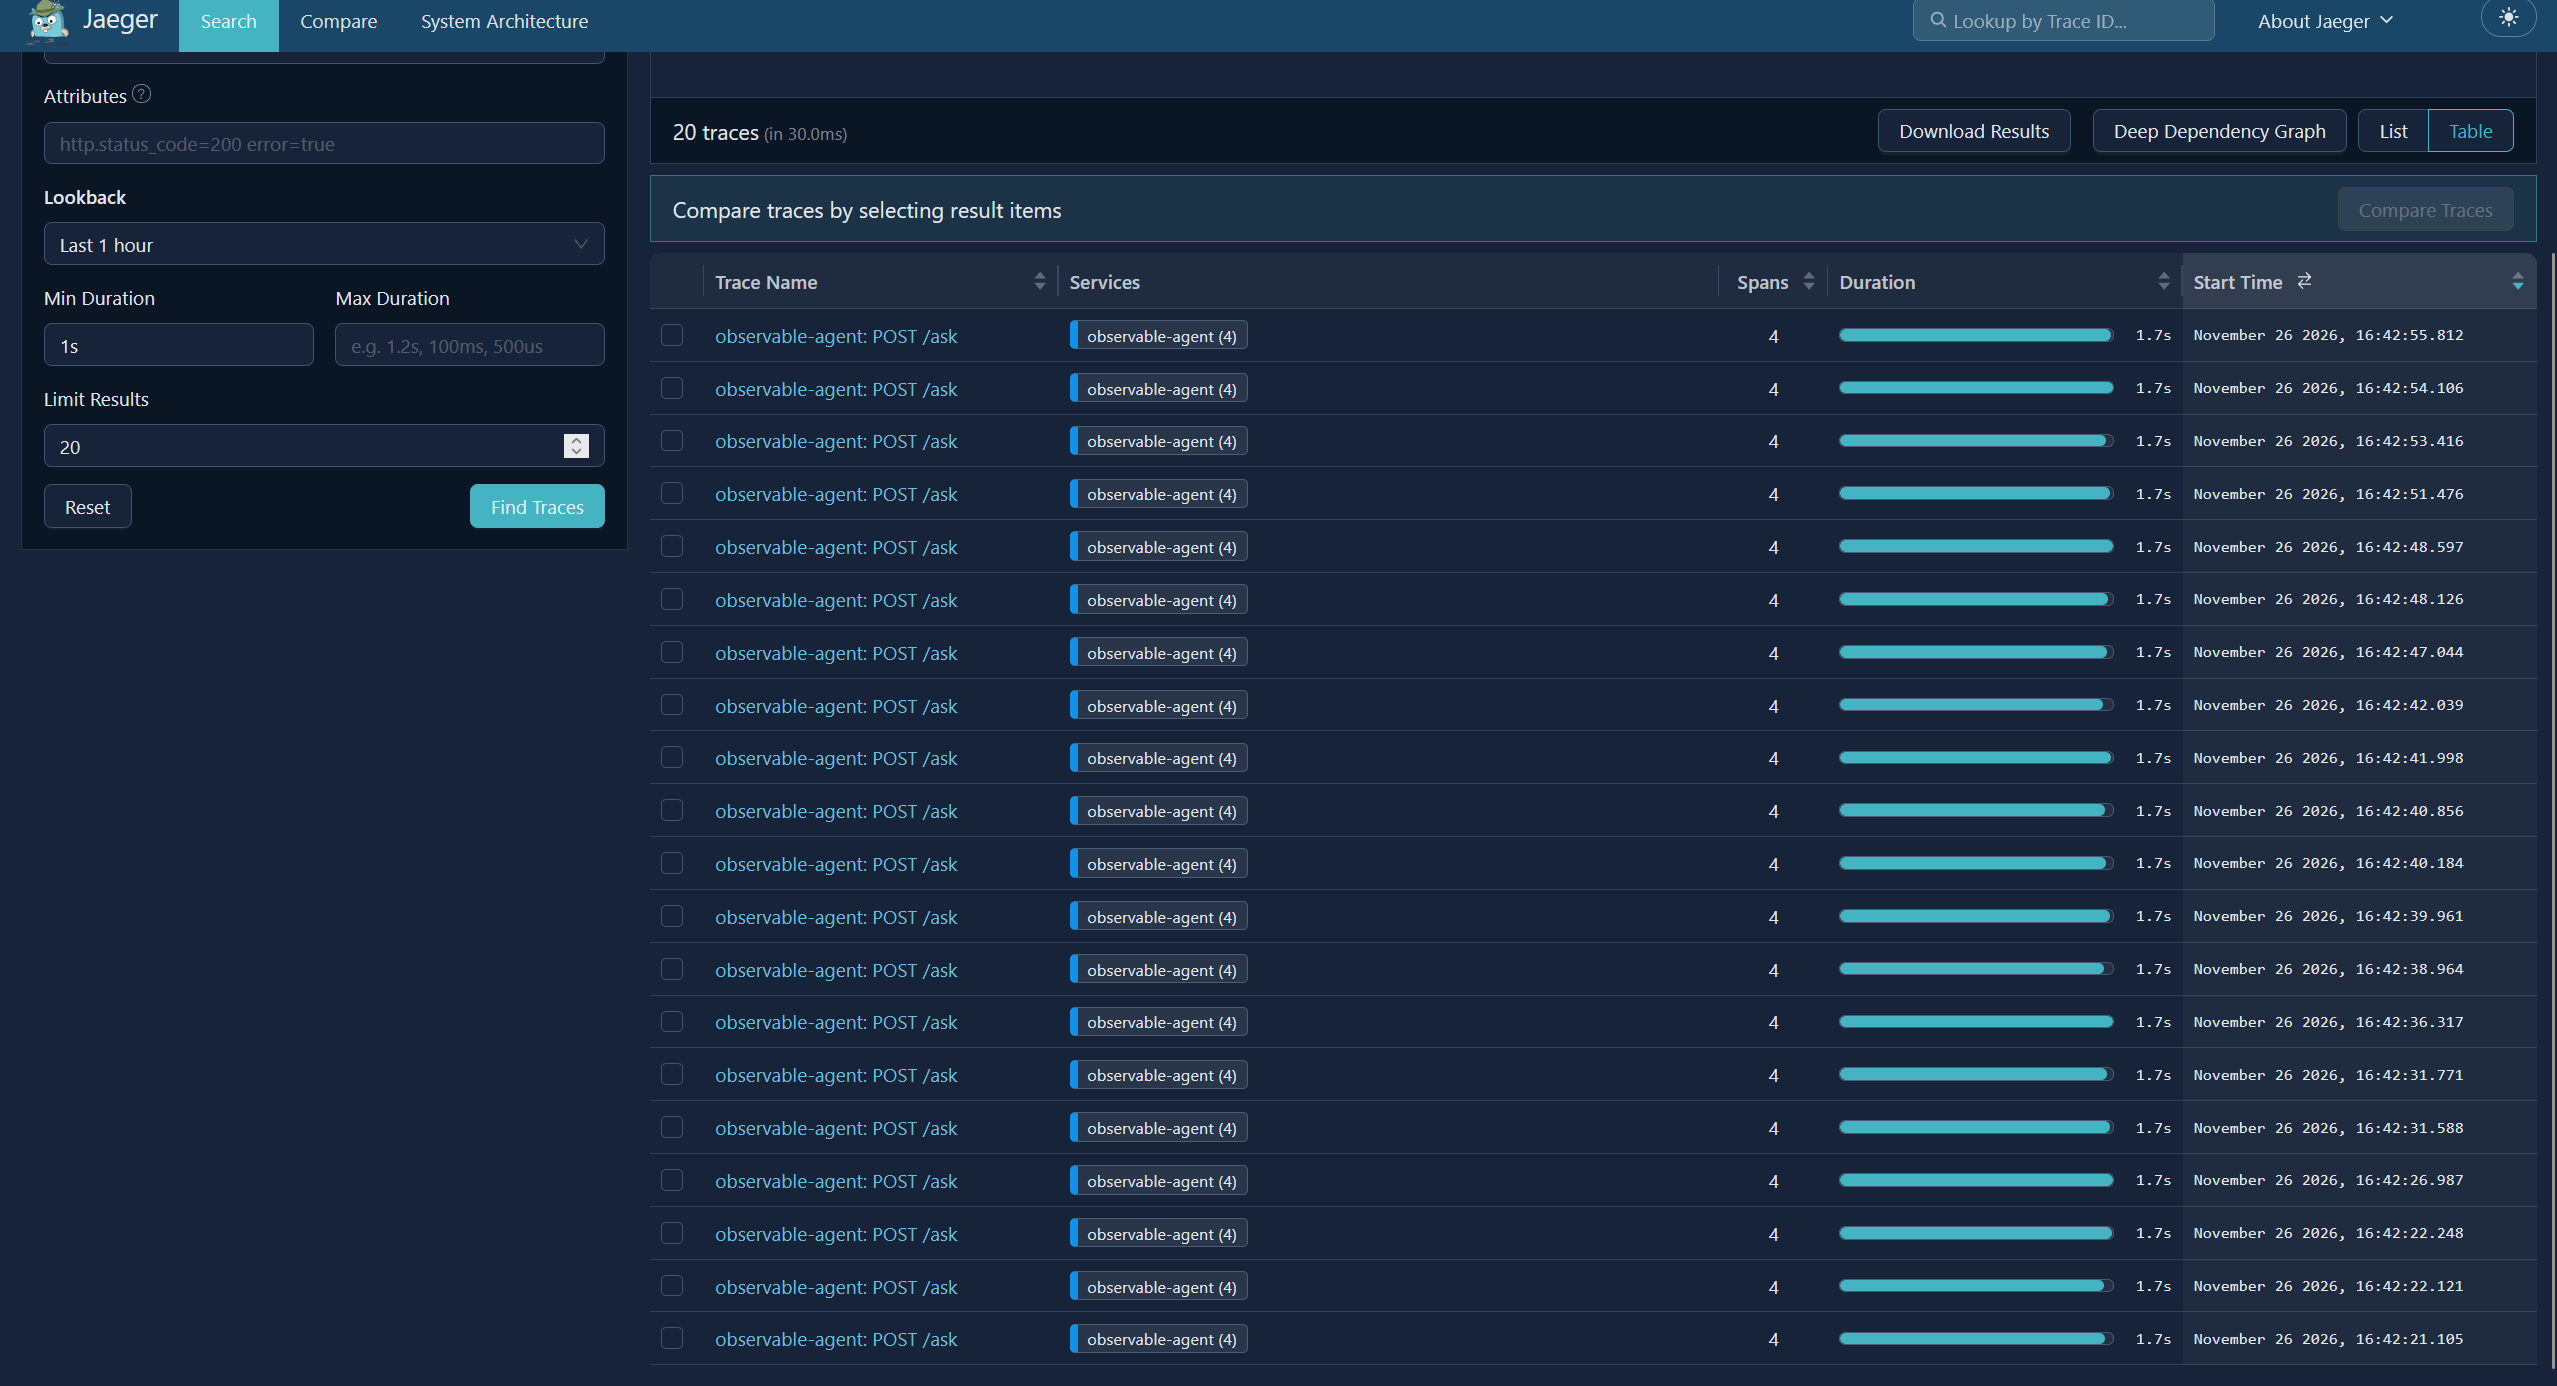 Jaeger
Search
Compare
System Architecture
Lookup by Trace ID...
About Jaeger
Attributes
http.status_code=200 error=true
Lookback
Last 1 hour
Min Duration
Max Duration
1s
e.g. 1.2s, 100ms, 500us
Limit Results
20
Reset
Find Traces
20 traces (in 30.0ms)
Download Results
Deep Dependency Graph
List
Table
Compare traces by selecting result items
Compare Traces
Trace Name Services Spans Duration Start Time
observable-agent: POST /ask observable-agent (4) 4 1.7s November 26 2026, 16:42:55.812
observable-agent: POST /ask observable-agent (4) 4 1.7s November 26 2026, 16:42:54.106
observable-agent: POST /ask observable-agent (4) 4 1.7s November 26 2026, 16:42:53.416
observable-agent: POST /ask observable-agent (4) 4 1.7s November 26 2026, 16:42:51.476
observable-agent: POST /ask observable-agent (4) 4 1.7s November 26 2026, 16:42:48.597
observable-agent: POST /ask observable-agent (4) 4 1.7s November 26 2026, 16:42:48.126
observable-agent: POST /ask observable-agent (4) 4 1.7s November 26 2026, 16:42:47.044
observable-agent: POST /ask observable-agent (4) 4 1.7s November 26 2026, 16:42:42.039
observable-agent: POST /ask observable-agent (4) 4 1.7s November 26 2026, 16:42:41.998
observable-agent: POST /ask observable-agent (4) 4 1.7s November 26 2026, 16:42:40.856
observable-agent: POST /ask observable-agent (4) 4 1.7s November 26 2026, 16:42:40.184
observable-agent: POST /ask observable-agent (4) 4 1.7s November 26 2026, 16:42:39.961
observable-agent: POST /ask observable-agent (4) 4 1.7s November 26 2026, 16:42:38.964
observable-agent: POST /ask observable-agent (4) 4 1.7s November 26 2026, 16:42:36.317
observable-agent: POST /ask observable-agent (4) 4 1.7s November 26 2026, 16:42:31.771
observable-agent: POST /ask observable-agent (4) 4 1.7s November 26 2026, 16:42:31.588
observable-agent: POST /ask observable-agent (4) 4 1.7s November 26 2026, 16:42:26.987
observable-agent: POST /ask observable-agent (4) 4 1.7s November 26 2026, 16:42:22.248
observable-agent: POST /ask observable-agent (4) 4 1.7s November 26 2026, 16:42:22.121
observable-agent: POST /ask observable-agent (4) 4 1.7s November 26 2026, 16:42:21.105